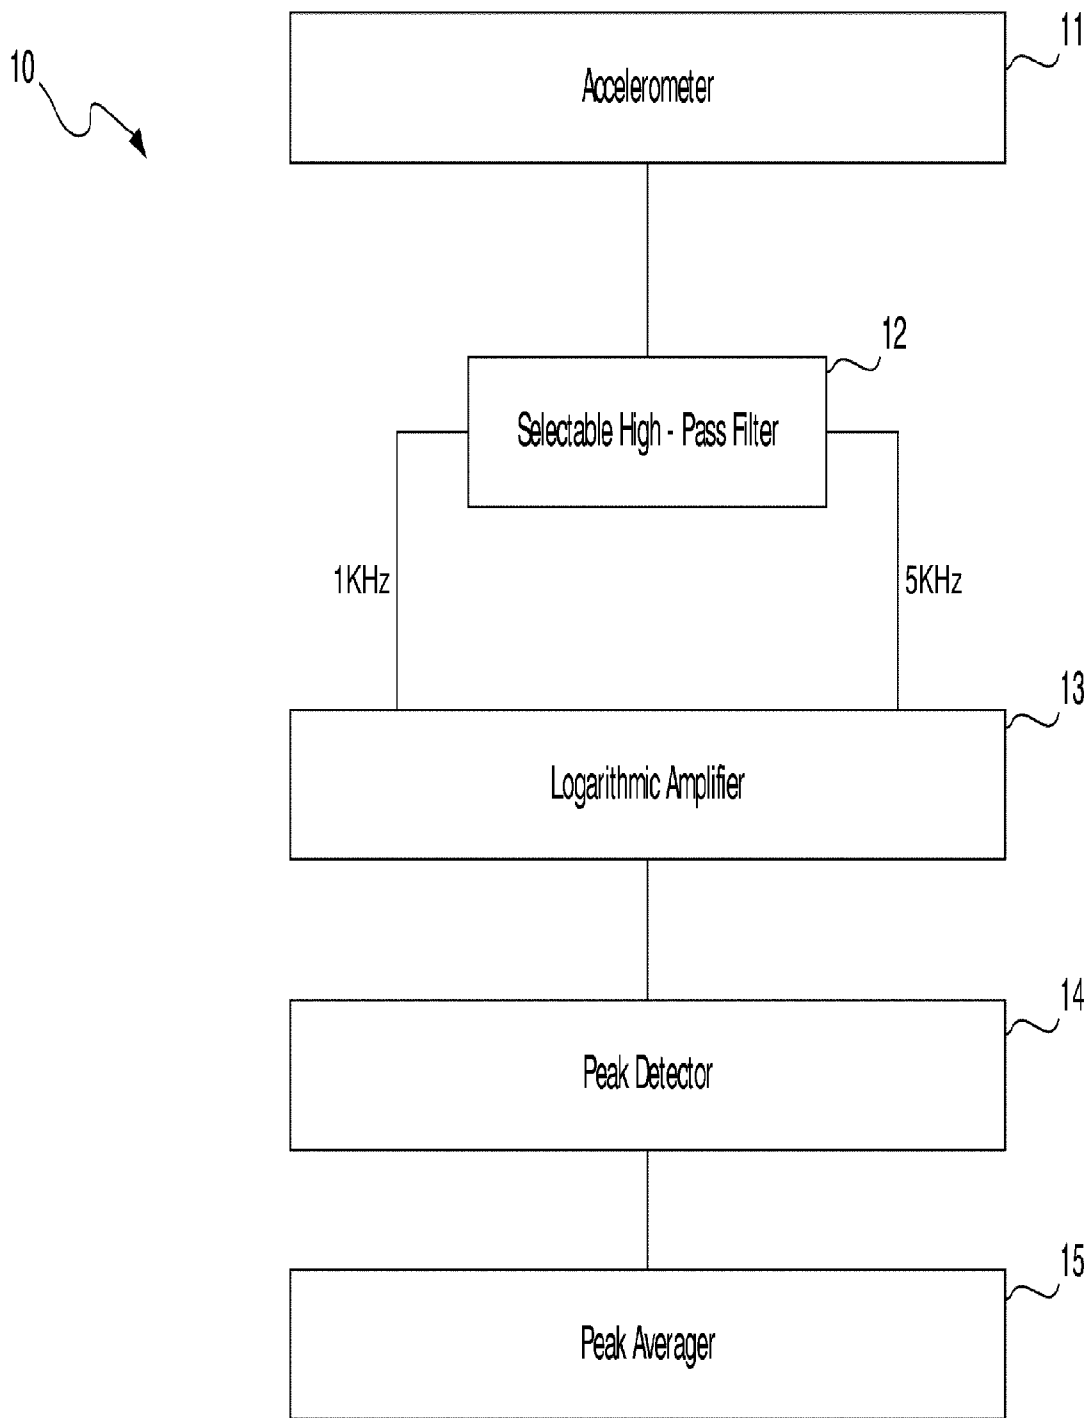 11
10
Accelerometer
12
Selectable High - Pass Filter
1KHz
5KHz
13
Logarithmic Amplifier
14
Peak Detector
15
Peak Averager